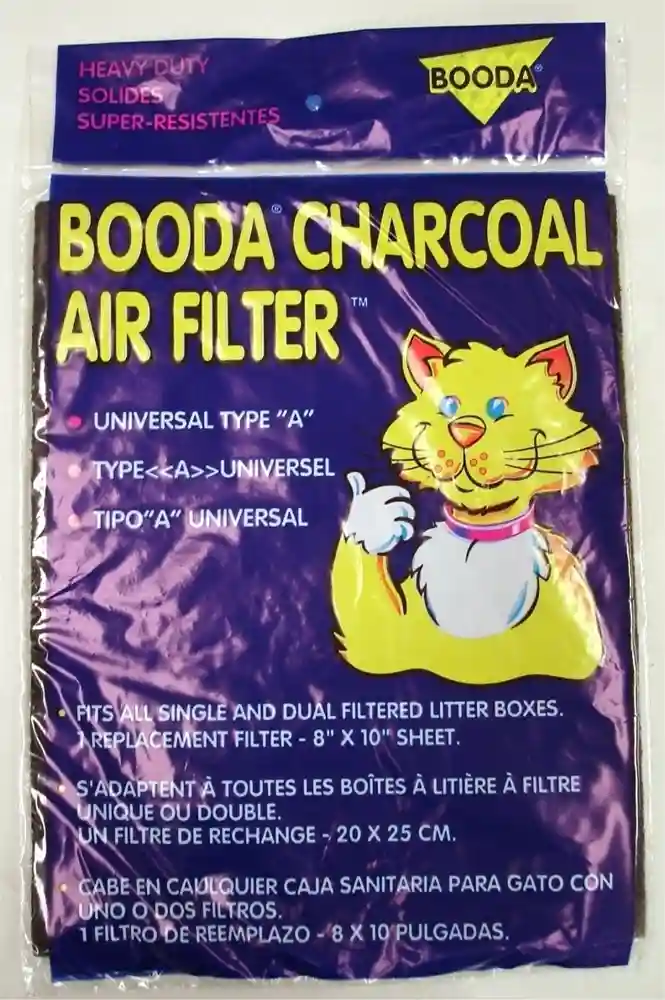 HEAVY DUTY
SOLIDES
SUPER-RESISTENTES
BOODA®
BOODA® CHARCOAL
AIR FILTER™
• UNIVERSAL TYPE "A"
• TYPE<<A>>UNIVERSEL
• TIPO"A" UNIVERSAL
• FITS ALL SINGLE AND DUAL FILTERED LITTER BOXES.
1 REPLACEMENT FILTER - 8" X 10" SHEET.
• S'ADAPTENT À TOUTES LES BOÎTES À LITIÈRE À FILTRE
UNIQUE OU DOUBLE.
UN FILTRE DE RECHANGE - 20 X 25 CM.
• CABE EN CAULQUIER CAJA SANITARIA PARA GATO CON
UNO O DOS FILTROS.
1 FILTRO DE REEMPLAZO - 8 X 10 PULGADAS.